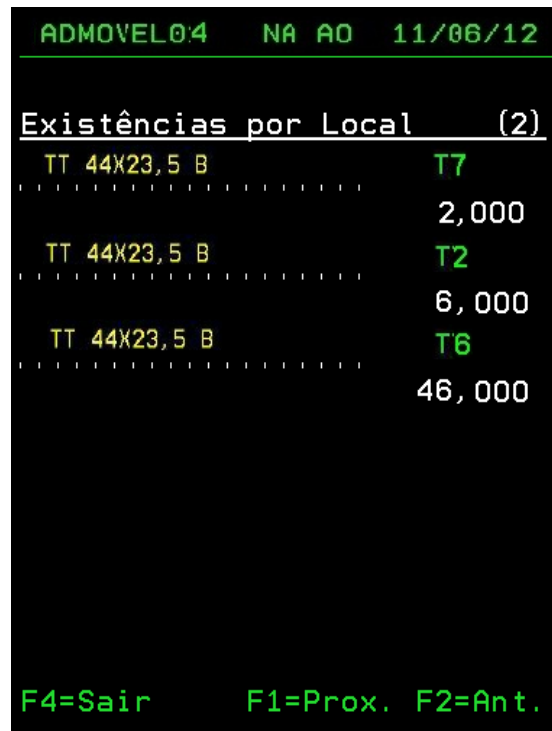 ADMOVEL04 NA AO 11/06/12
Existências por Local (2)
TT 44X23,5 B T7
2,000
TT 44X23,5 B T2
6,000
TT 44X23,5 B T6
46,000
F4=Sair F1=Prox. F2=Ant.